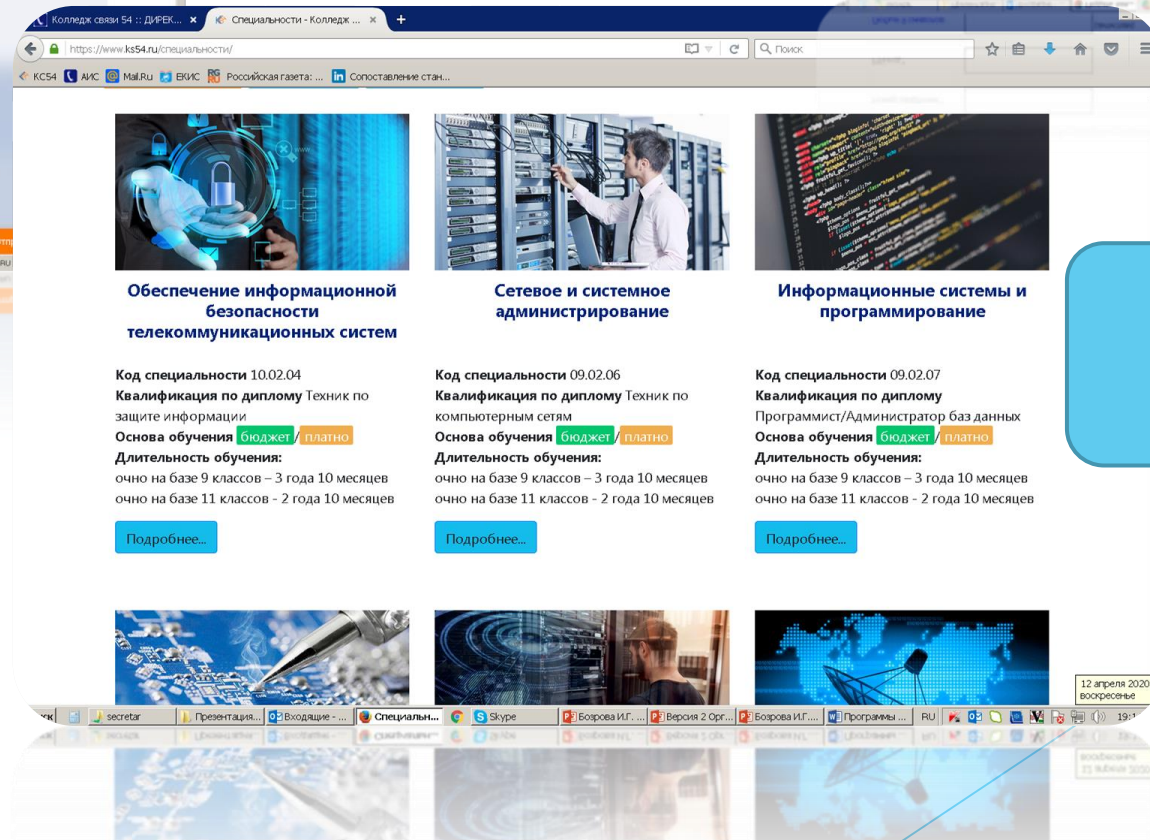 Колледж связи 54 :: ДИРЕК...
Специальности - Колледж ...
https://www.ks54.ru/специальности/
Поиск
КС54 АИС Mail.Ru ЕКИС Российская газета: ... Сопоставление стан...
Обеспечение информационной
безопасности
телекоммуникационных систем
Код специальности 10.02.04
Квалификация по диплому Техник по
защите информации
Основа обучения бюджет / платно
Длительность обучения:
очно на базе 9 классов – 3 года 10 месяцев
очно на базе 11 классов - 2 года 10 месяцев
Подробнее...
Сетевое и системное
администрирование
Код специальности 09.02.06
Квалификация по диплому Техник по
компьютерным сетям
Основа обучения бюджет / платно
Длительность обучения:
очно на базе 9 классов – 3 года 10 месяцев
очно на базе 11 классов - 2 года 10 месяцев
Подробнее...
Информационные системы и
программирование
Код специальности 09.02.07
Квалификация по диплому
Программист/Администратор баз данных
Основа обучения бюджет / платно
Длительность обучения:
очно на базе 9 классов – 3 года 10 месяцев
очно на базе 11 классов - 2 года 10 месяцев
Подробнее...
12 апреля 2020
воскресенье
secretar Презентация... Входящие - ... Специальн... Skype Бозрова И.Г. ... Версия 2 Орг... Бозрова И.Г.... Программы ... RU